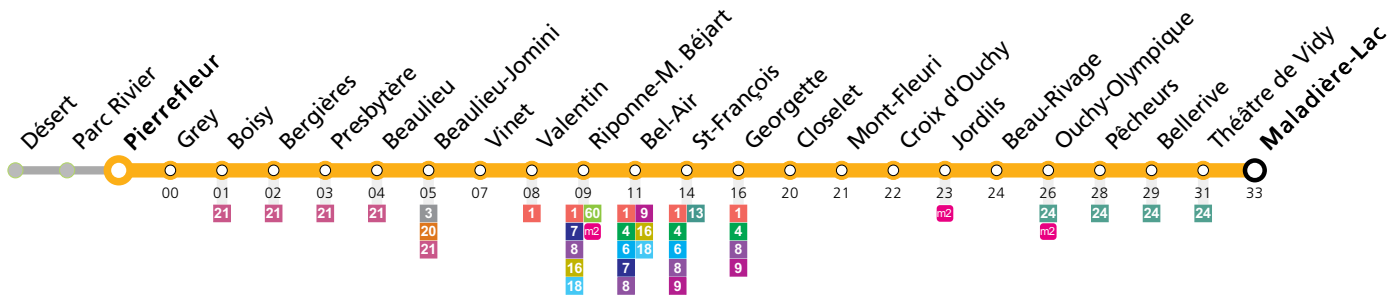 Désert
Parc Rivier
Pierrefleur
Grey
Boisy
Bergières
Presbytère
Beaulieu
Beaulieu-Jomini
Vinet
Valentin
Riponne-M. Béjart
Bel-Air
St-François
Georgette
Closelet
Mont-Fleuri
Croix d'Ouchy
Jordils
Beau-Rivage
Ouchy-Olympique
Pêcheurs
Bellerive
Théâtre de Vidy
Maladière-Lac
00 01 02 03 04 05 07 08 09 11 14 16 20 21 22 23 24 26 28 29 31 33
21 21 21 21 3 1 1 60 1 9 1 13 1 m2 24 24 24 24
20 7 m2 4 16 4 4 m2
21 8 6 18 6 8
16 7 8 9
18 8 9